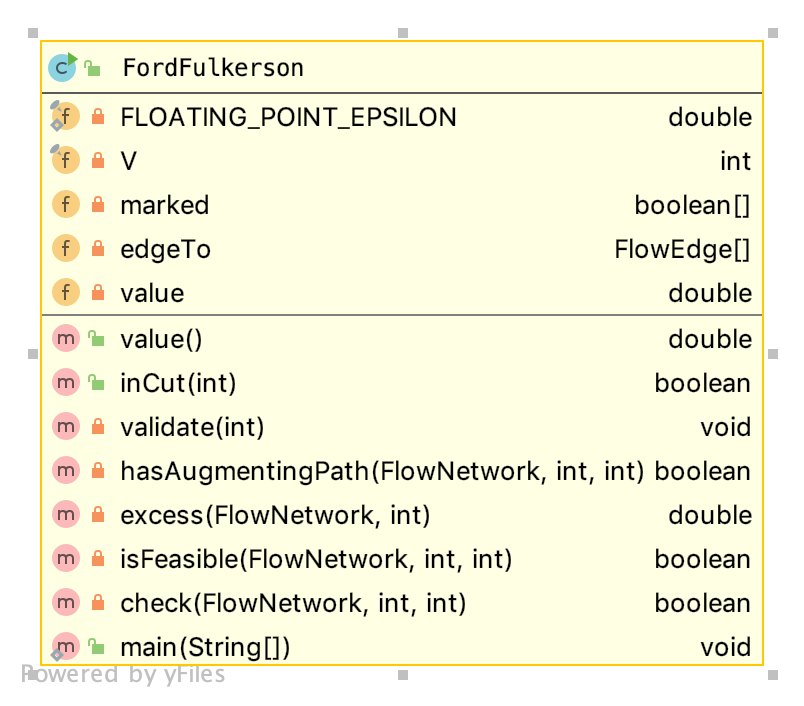 FordFulkerson
FLOATING_POINT_EPSILON double
V int
marked boolean[]
edgeTo FlowEdge[]
value double
value() double
inCut(int) boolean
validate(int) void
hasAugmentingPath(FlowNetwork, int, int) boolean
excess(FlowNetwork, int) double
isFeasible(FlowNetwork, int, int) boolean
check(FlowNetwork, int, int) boolean
main(String[]) void
Powered by yFiles